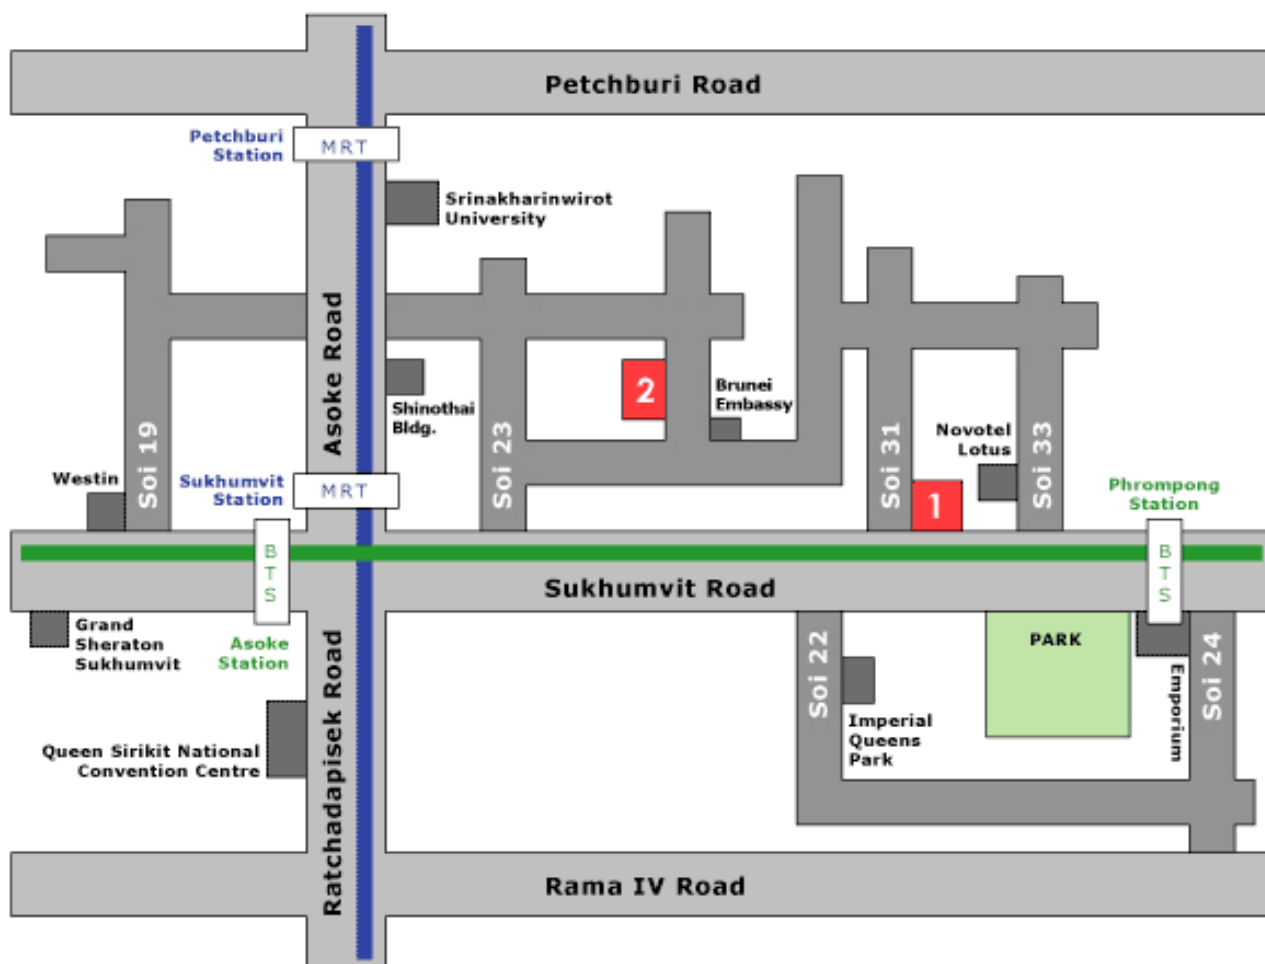 Petchburi Road
Petchburi
Station
MRT
Srinakharinwirot
University
Asoke Road
Shinothai
Bldg.
2
Brunei
Embassy
Soi 19
Soi 23
Soi 31
Novotel
Lotus
Soi 33
Westin
Sukhumvit
Station
MRT
1
Phrompong
Station
BTS
BTS
Sukhumvit Road
Grand
Sheraton
Sukhumvit
Asoke
Station
Ratchadapisek Road
Soi 22
PARK
Emporium
Soi 24
Imperial
Queens
Park
Queen Sirikit National
Convention Centre
Rama IV Road